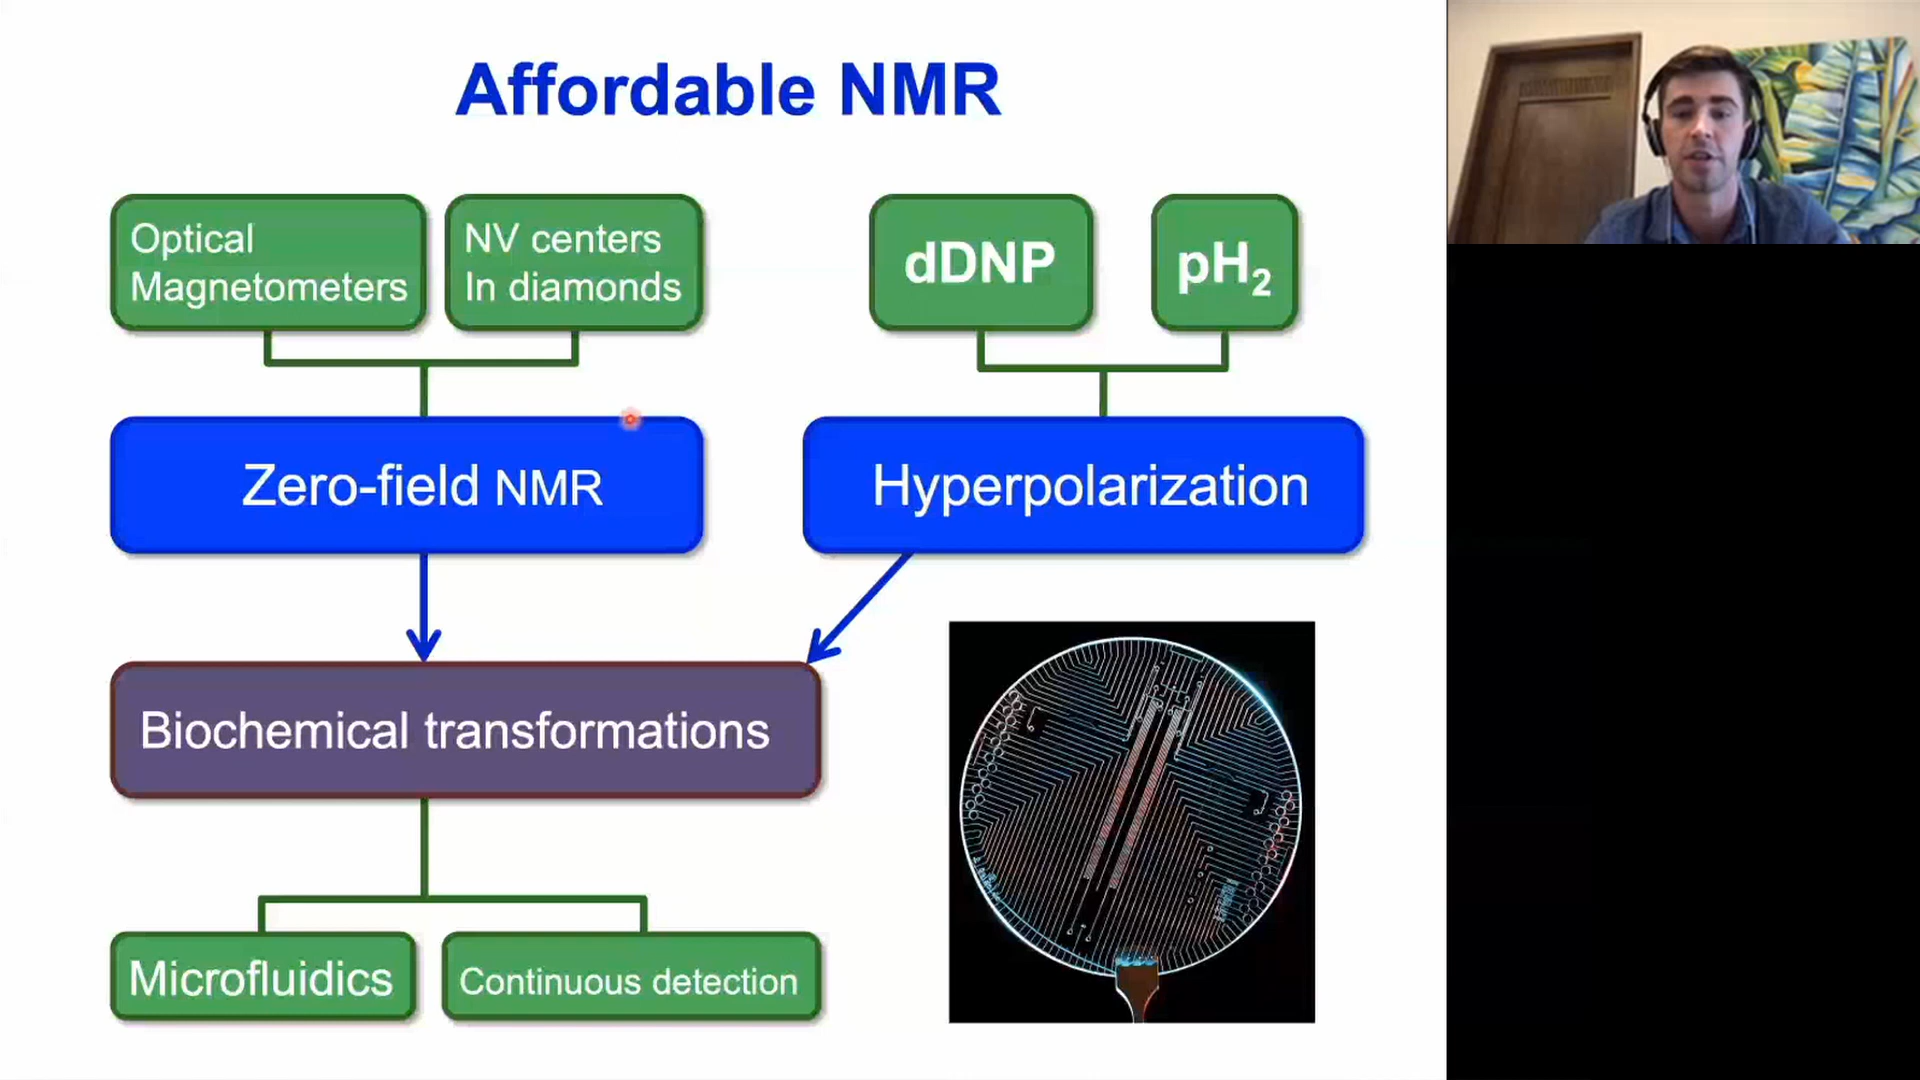 Affordable NMR
Optical
Magnetometers
NV centers
In diamonds
dDNP
pH₂
Zero-field NMR
Hyperpolarization
Biochemical transformations
Microfluidics
Continuous detection